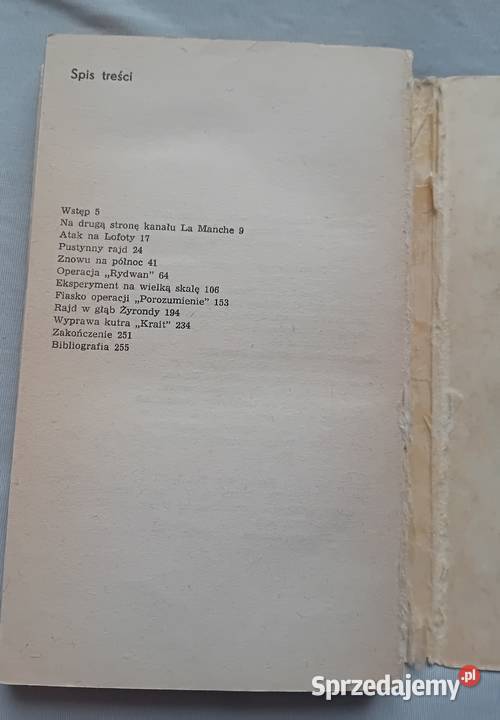 Spis treści
Wstęp 5
Na drugą stronę kanału La Manche 9
Atak na Lofoty 17
Pustynny rajd 24
Znowu na północ 41
Operacja „Rydwan” 64
Eksperyment na wielką skalę 106
Fiasko operacji „Porozumienie” 153
Rajd w głąb Żyrondy 194
Wyprawa kutra „Krait” 234
Zakończenie 251
Bibliografia 255
Sprzedajemy.pl